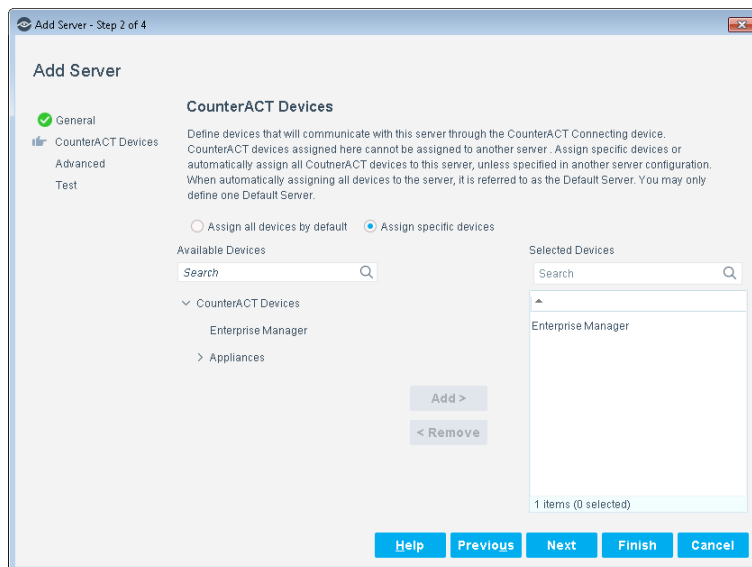 Add Server - Step 2 of 4
Add Server
General
CounterACT Devices
Advanced
Test
CounterACT Devices
Define devices that will communicate with this server through the CounterACT Connecting device.
CounterACT Devices assigned here cannot be assigned to another server . Assign specific devices or
automatically assign all CoutnerACT devices to this server, unless specified in another server configuration.
When automatically assigning all devices to the server, it is referred to as the Default Server. You may only
define one Default Server.
Assign all devices by default
Assign specific devices
Available Devices
Search
CounterACT Devices
Enterprise Manager
Appliances
Add >
< Remove
Selected Devices
Search
Enterprise Manager
1 items (0 selected)
Help
Previous
Next
Finish
Cancel